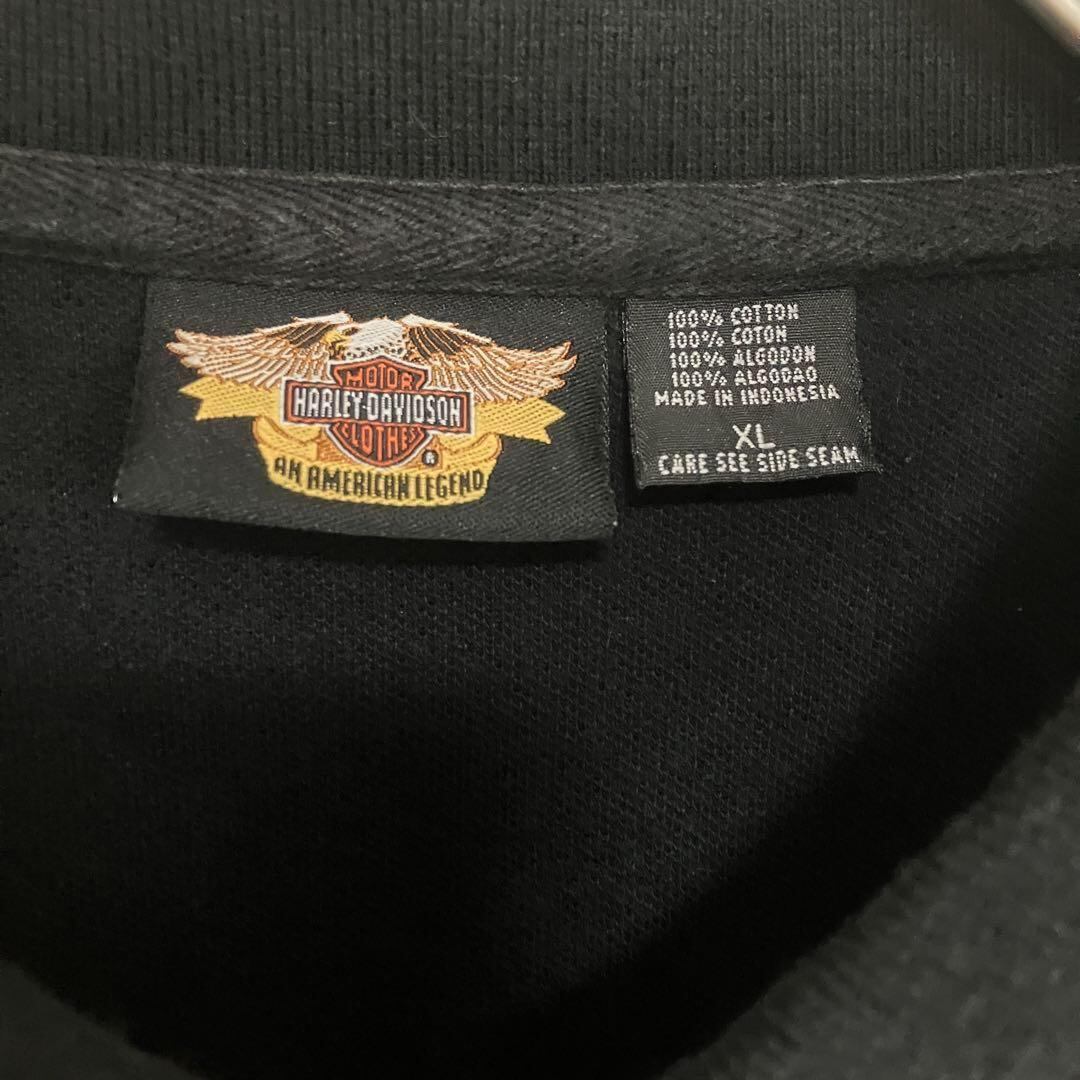 MOTOR
HARLEY-DAVIDSON
CLOTHES
®
AN AMERICAN LEGEND
100% COTTON
100% COTON
100% ALGODON
100% ALGODAO
MADE IN INDONESIA
XL
CARE SEE SIDE SEAM